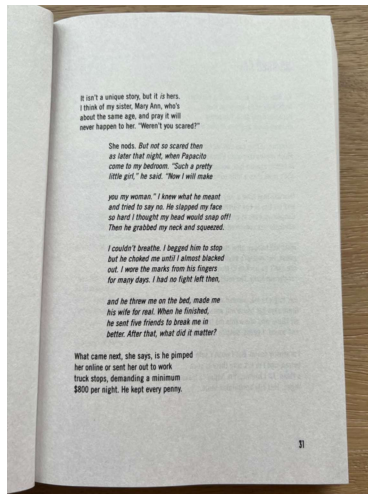 It isn't a unique story, but it is hers.
I think of my sister, Mary Ann, who's
about the same age, and pray it will
never happen to her. "Weren't you scared?"
She nods. But not so scared then
as later that night, when Papacito
come to my bedroom. "Such a pretty
little girl," he said. "Now I will make
you my woman." I knew what he meant
and tried to say no. He slapped my face
so hard I thought my head would snap off!
Then he grabbed my neck and squeezed.
I couldn't breathe. I begged him to stop
but he choked me until I almost blacked
out. I wore the marks from his fingers
for many days. I had no fight left then,
and he threw me on the bed, made me
his wife for real. When he finished,
he sent five friends to break me in
better. After that, what did it matter?
What came next, she says, is he pimped
her online or sent her out to work
truck stops, demanding a minimum
$800 per night. He kept every penny.
31